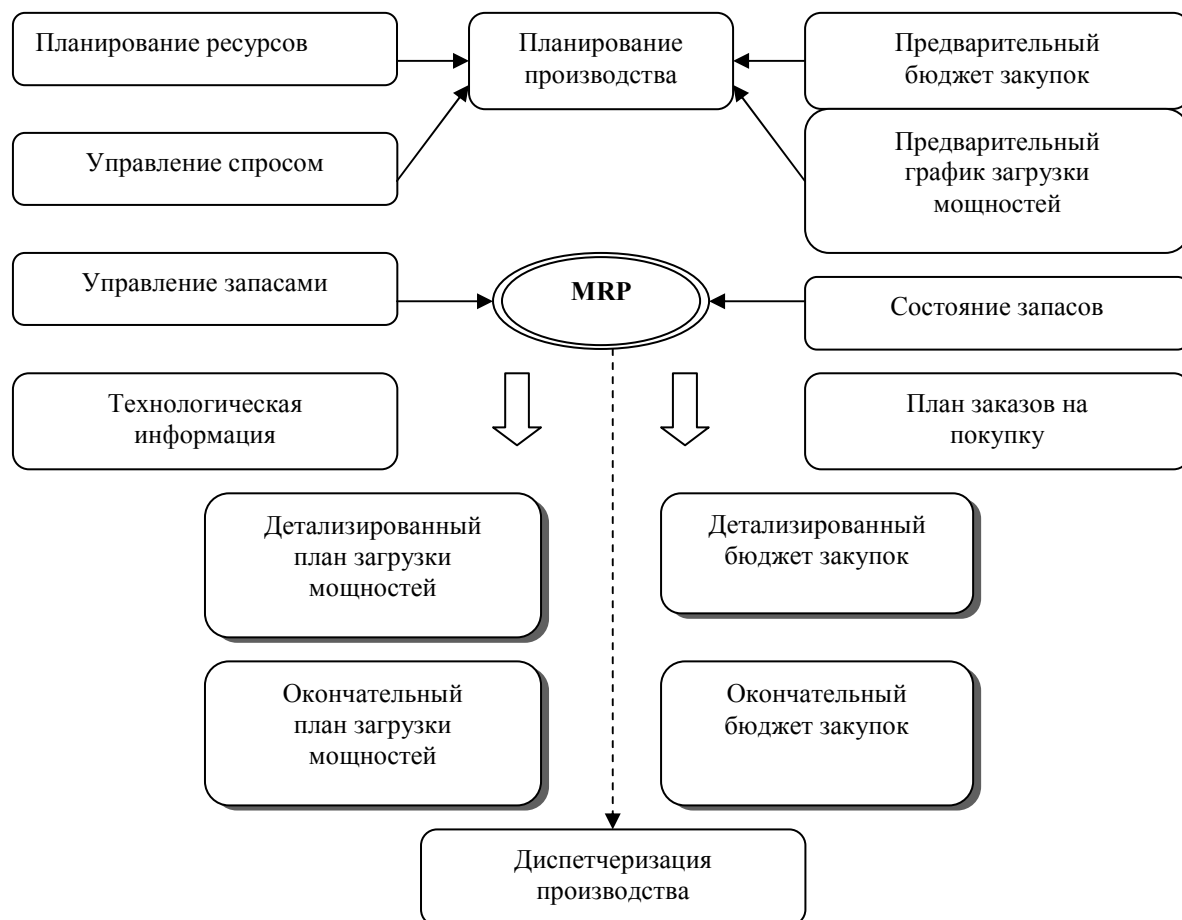 Планирование ресурсов
Планирование
производства
Предварительный
бюджет закупок
Управление спросом
Предварительный
график загрузки
мощностей
Управление запасами
MRP
Состояние запасов
Технологическая
информация
План заказов на
покупку
Детализированный
план загрузки
мощностей
Детализированный
бюджет закупок
Окончательный
план загрузки
мощностей
Окончательный
бюджет закупок
Диспетчеризация
производства